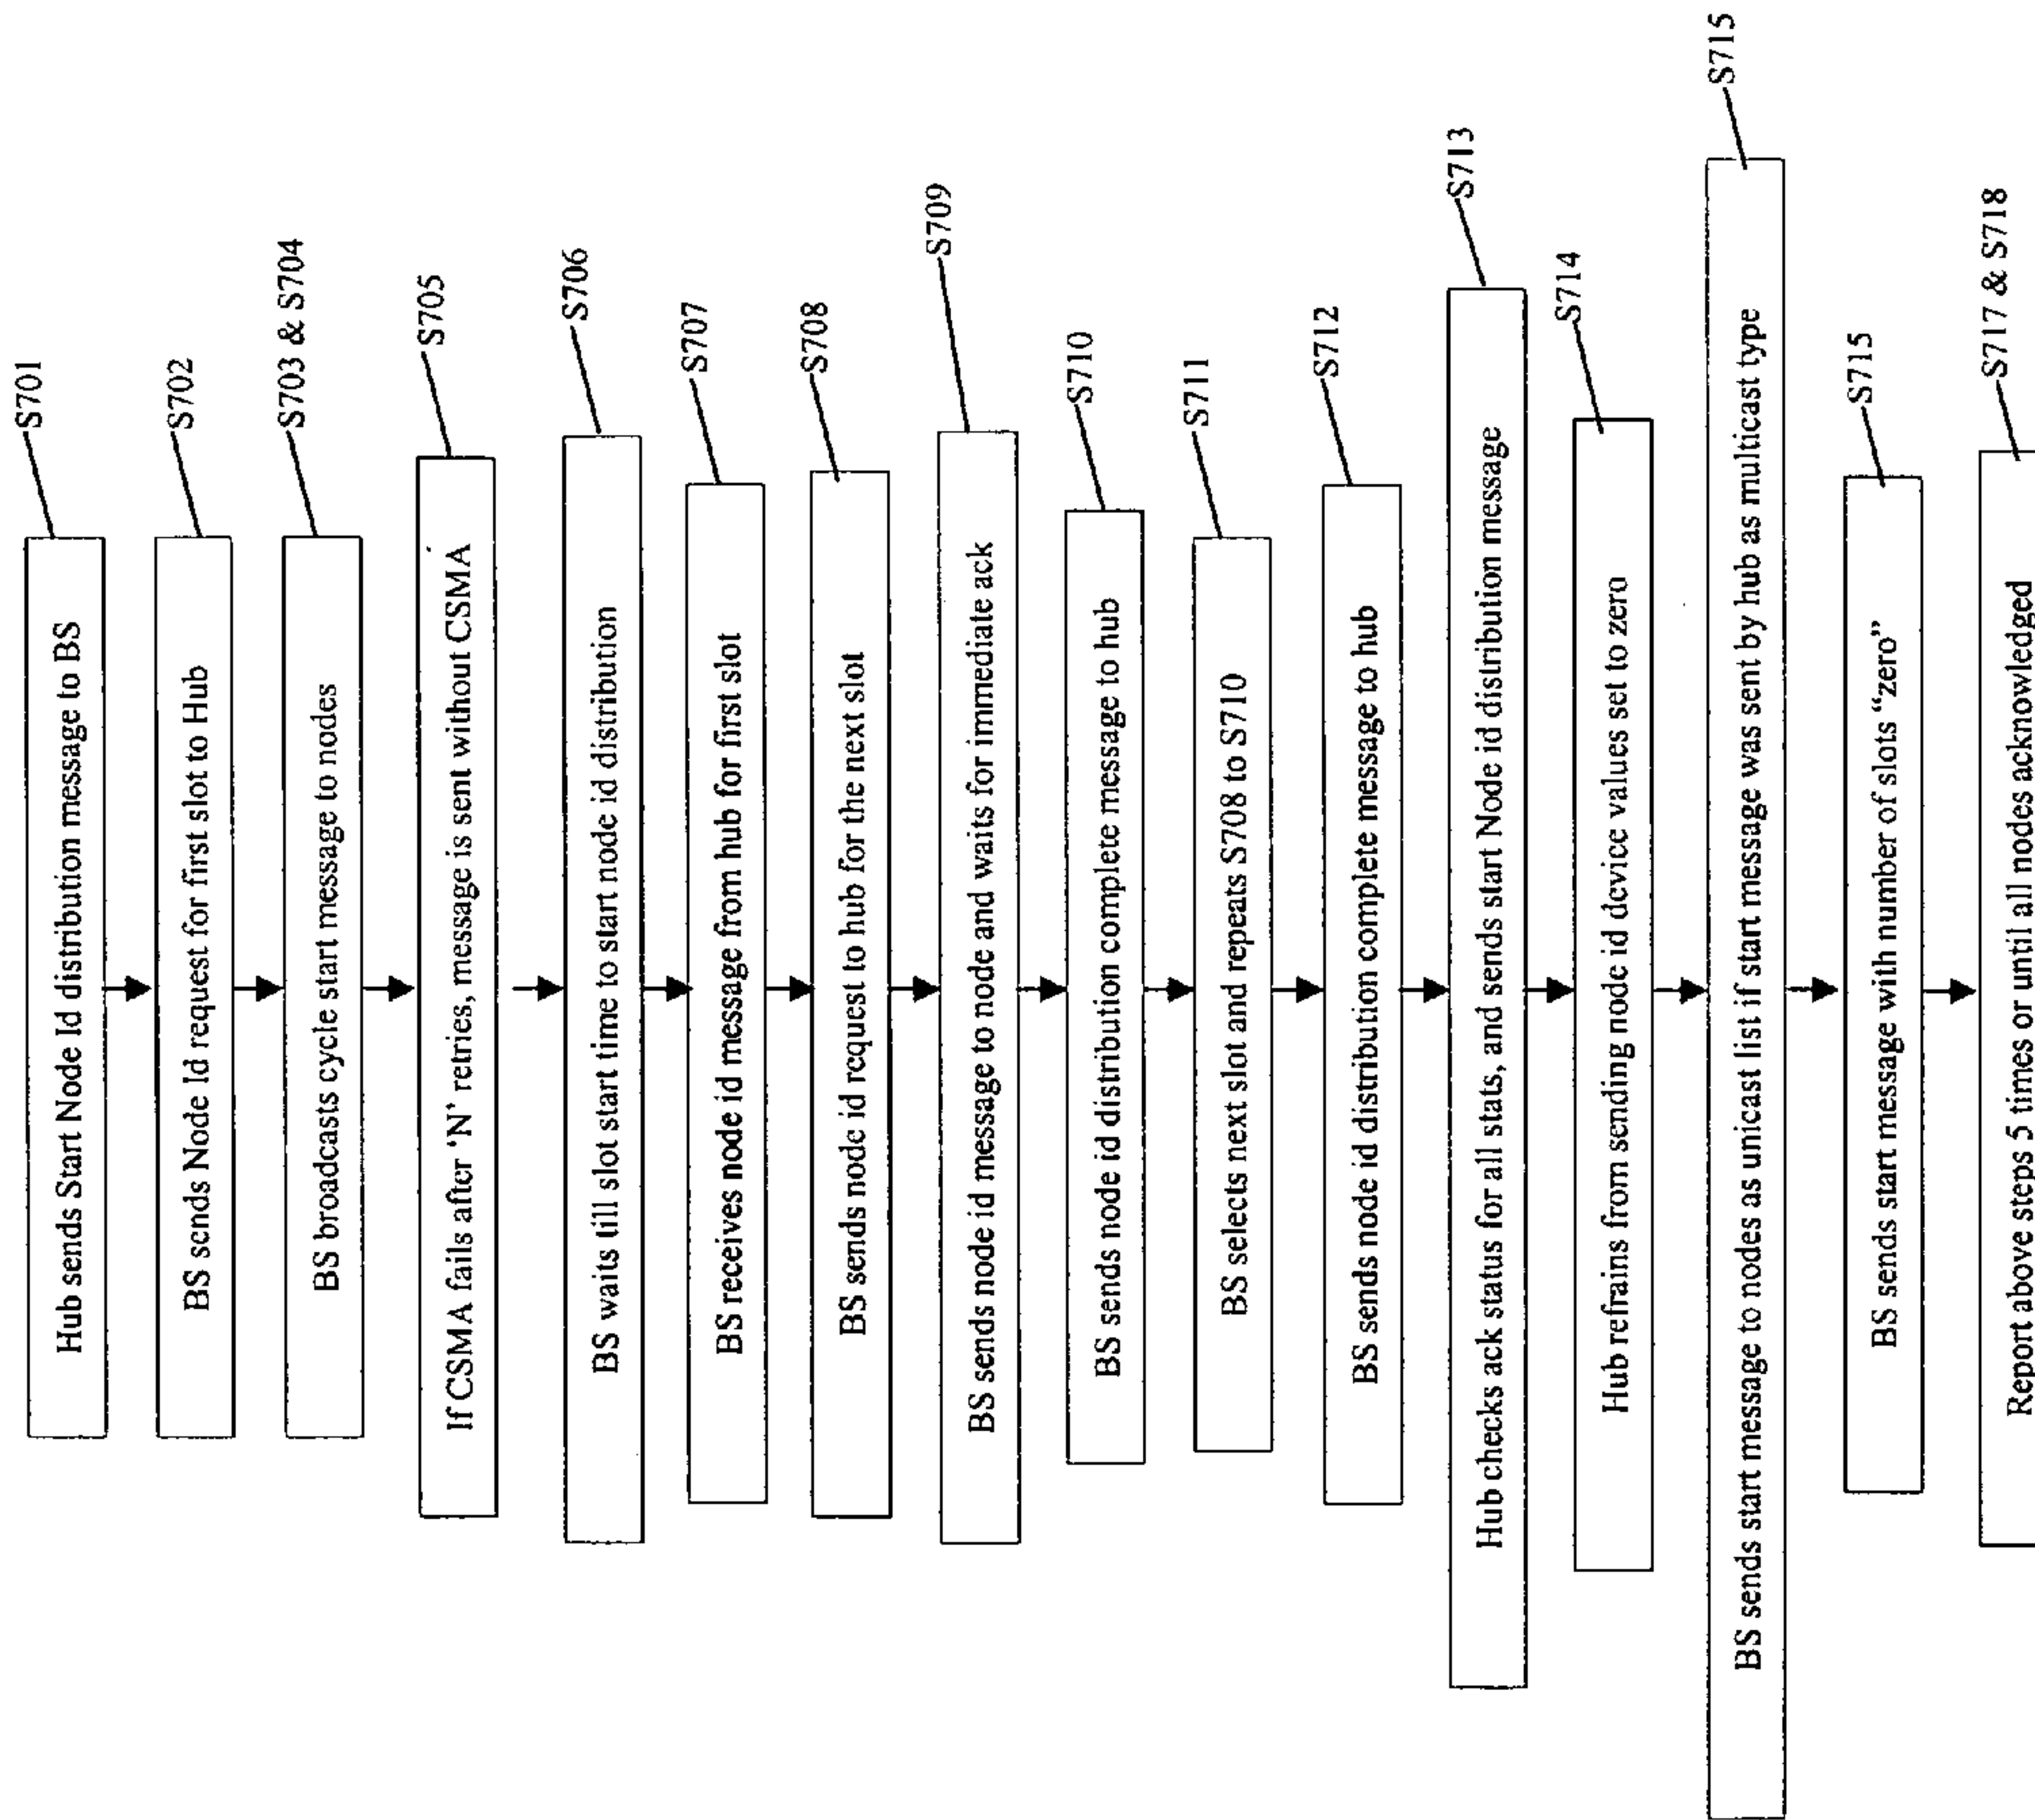 S701
Hub sends Start Node Id distribution message to BS
S702
BS sends Node Id request for first slot to Hub
S703 & S704
BS broadcasts cycle start message to nodes
S705
If CSMA fails after ‘N’ retries, message is sent without CSMA
S706
BS waits till slot start time to start node id distribution
S707
BS receives node id message from hub for first slot
S708
BS sends node id request to hub for the next slot
S709
BS sends node id message to node and waits for immediate ack
S710
BS sends node id distribution complete message to hub
S711
BS selects next slot and repeats S708 to S710
S712
BS sends node id distribution complete message to hub
S713
Hub checks ack status for all stats, and sends start Node id distribution message
S714
Hub refrains from sending node id device values set to zero
S715
BS sends start message to nodes as unicast list if start message was sent by hub as multicast type
S715
BS sends start message with number of slots “zero”
S717 & S718
Report above steps 5 times or until all nodes acknowledged